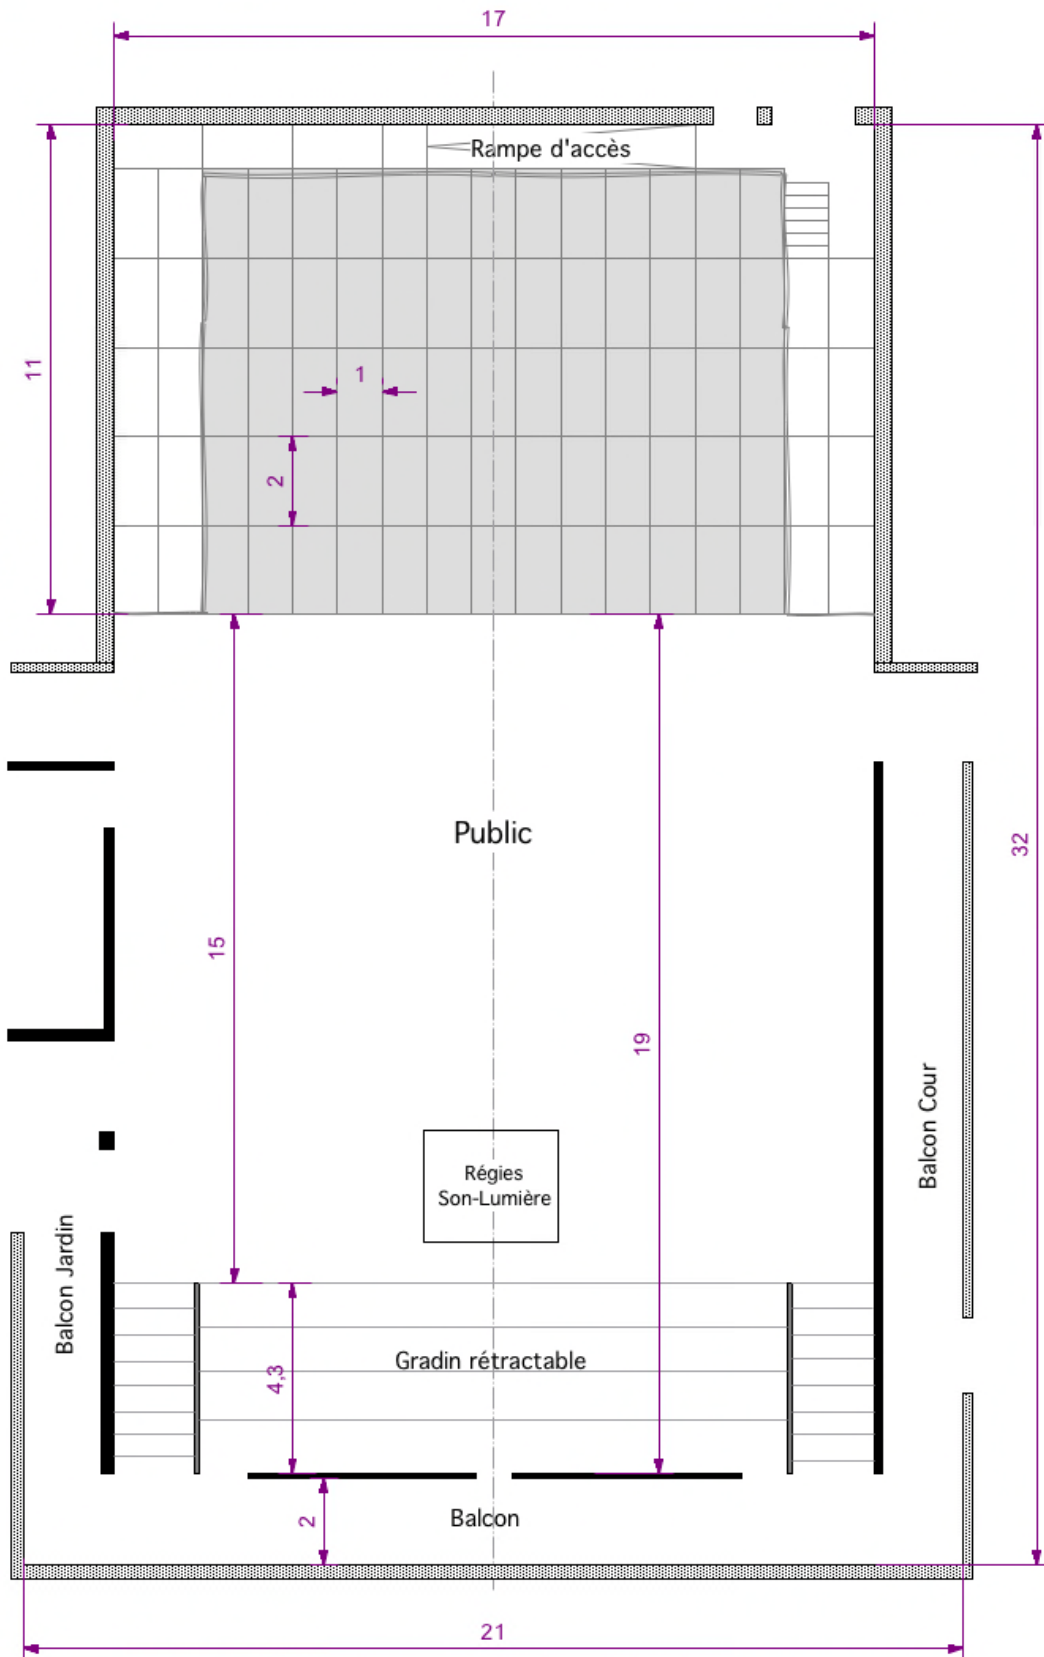 17
Rampe d'accès
11
1
2
32
Public
15
19
Balcon Cour
Régies
Son-Lumière
Balcon Jardin
4,3
Gradin rétractable
2
Balcon
21